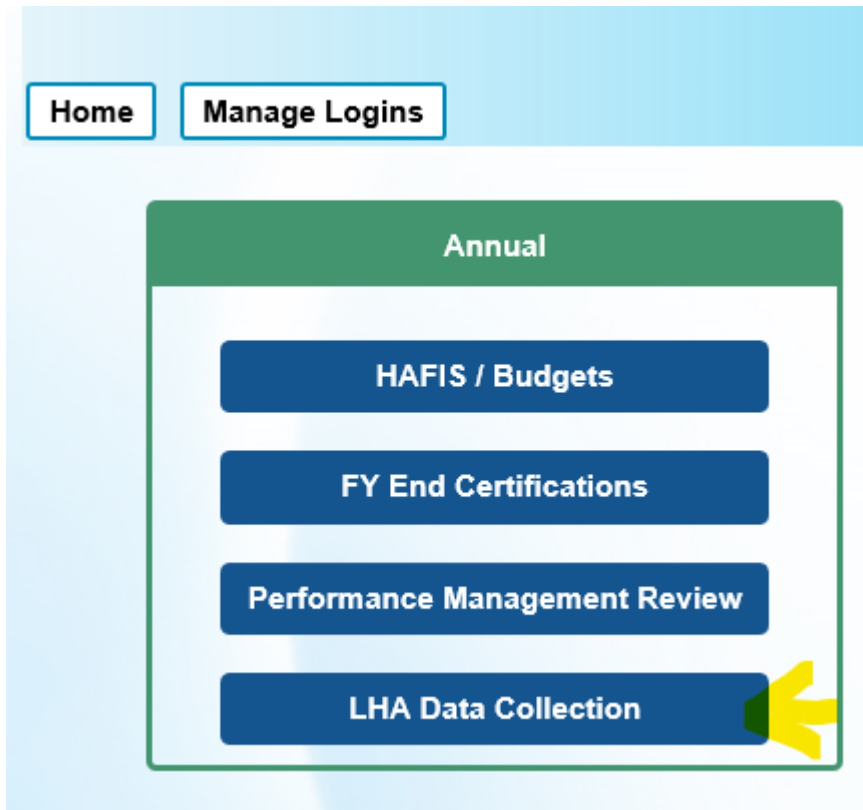 Home Manage Logins
Annual
HAFIS / Budgets
FY End Certifications
Performance Management Review
LHA Data Collection